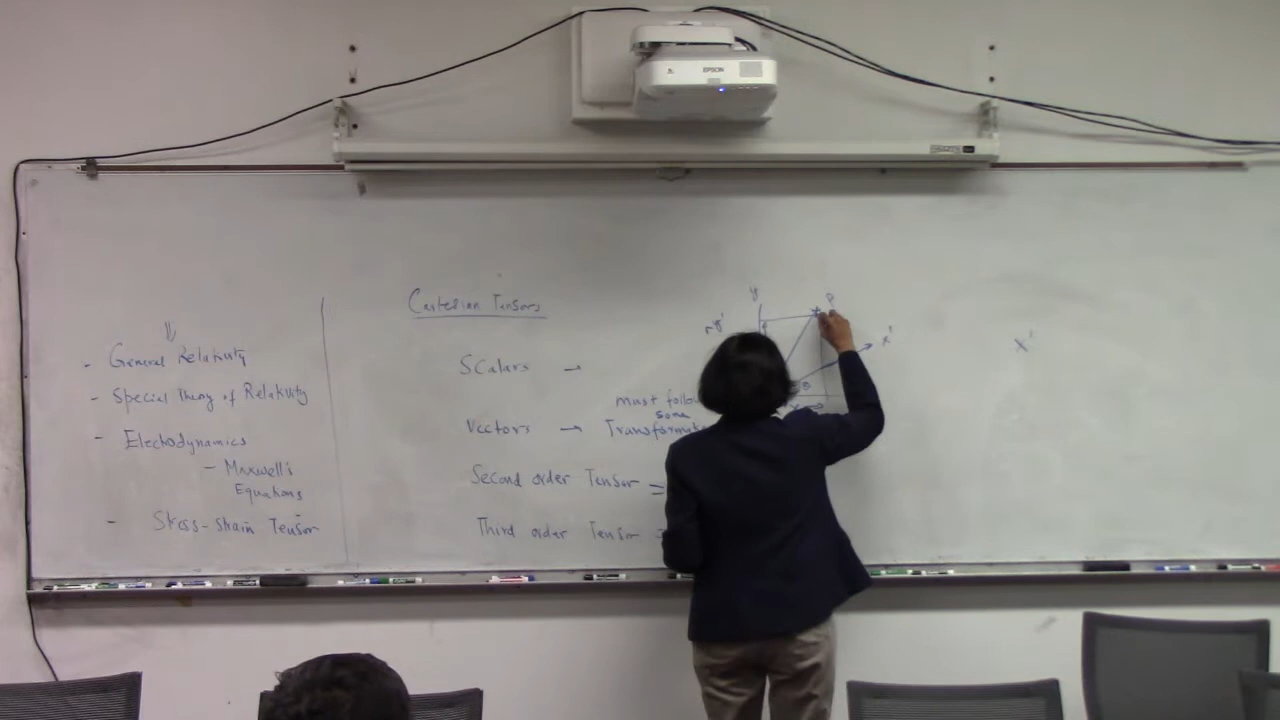 EPSON
⇓
- General Relativity
- Special Theory of Relativity
- Electrodynamics
- Maxwell's
Equations
- Stress-strain Tensor
Cartesian Tensors
Scalars →
must follow
some
Vectors →
Second order Tensor =
Third order Tensor
y
P
y'
x'
θ
x
x'